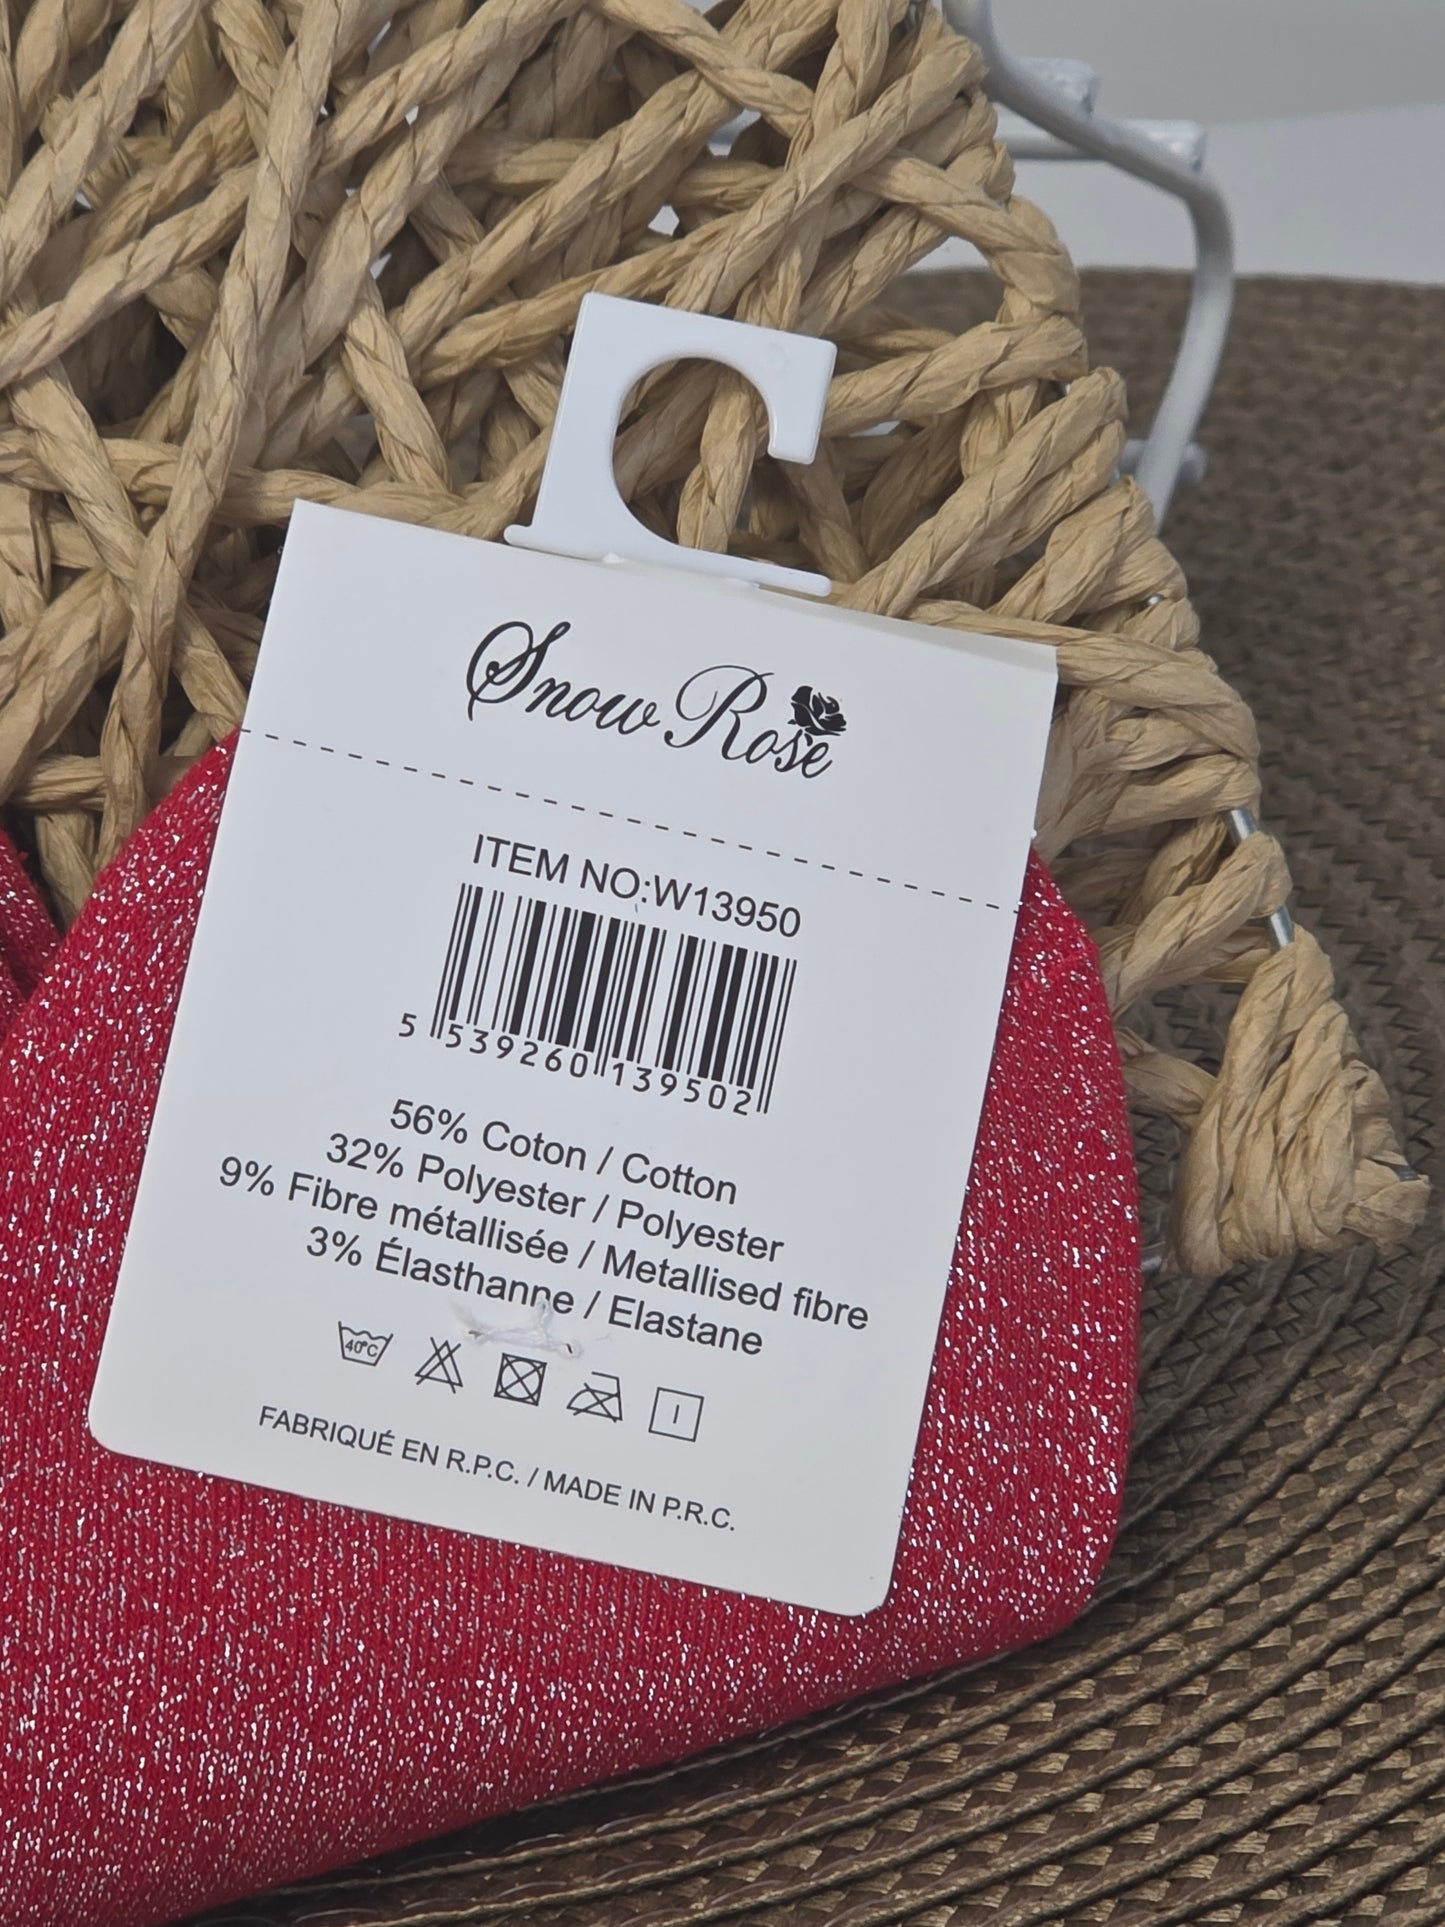 Snow Rose
ITEM NO:W13950
5 539260 139502
56% Coton / Cotton
32% Polyester / Polyester
9% Fibre métallisée / Metallised fibre
3% Élasthanne / Elastane
40°C
FABRIQUÉ EN R.P.C. / MADE IN P.R.C.